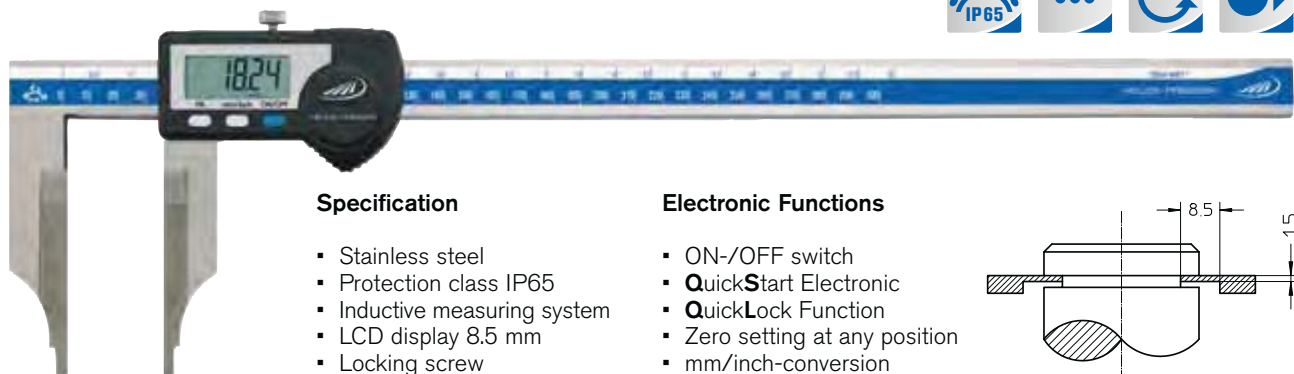 IP65
18.24
Specification
▪ Stainless steel
▪ Protection class IP65
▪ Inductive measuring system
▪ LCD display 8.5 mm
▪ Locking screw
Electronic Functions
▪ ON-/OFF switch
▪ QuickStart Electronic
▪ QuickLock Function
▪ Zero setting at any position
▪ mm/inch-conversion
8.5